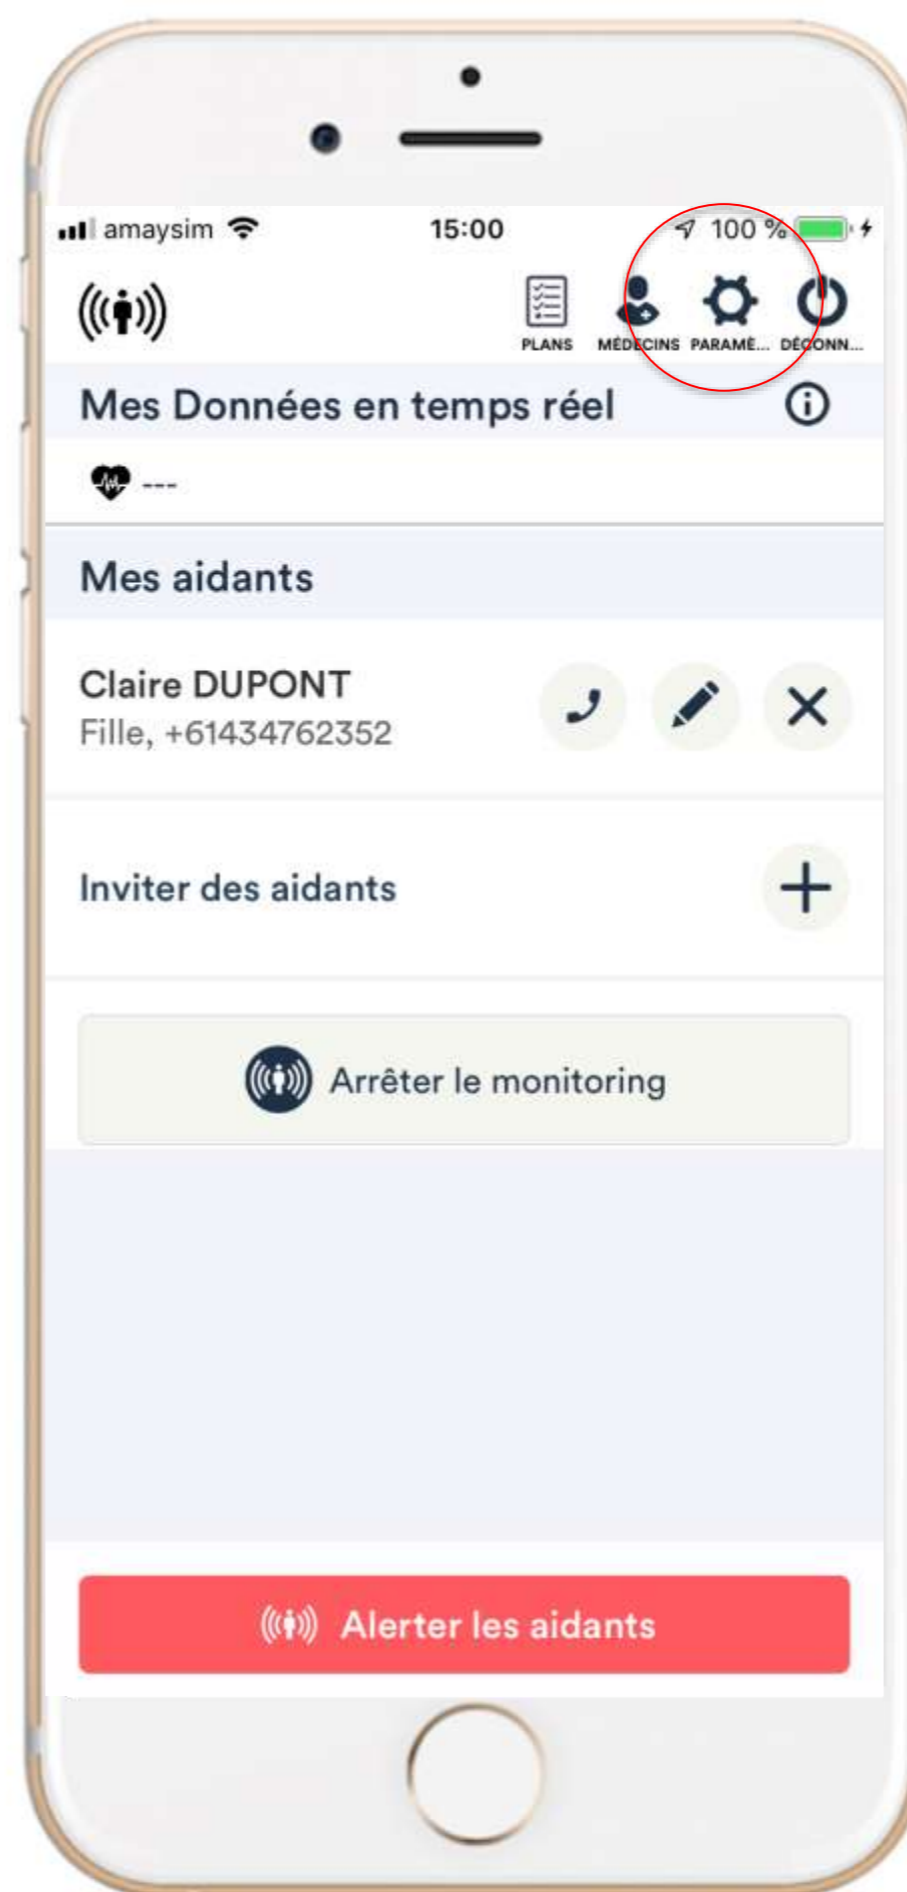 amaysim 15:00 100 %
PLANS MÉDECINS PARAMÈ... DÉCONN...
Mes Données en temps réel
---
Mes aidants
Claire DUPONT
Fille, +61434762352
Inviter des aidants
Arrêter le monitoring
Alerter les aidants